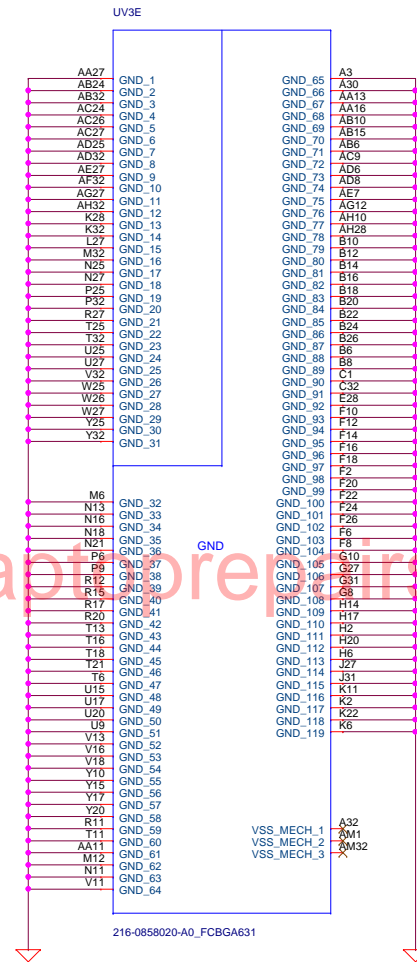 UV3E
AA27 GND_1 GND_65 A3
AB24 GND_2 GND_66 A30
AB32 GND_3 GND_67 AA13
AC24 GND_4 GND_68 AA16
AC26 GND_5 GND_69 AB10
AC27 GND_6 GND_70 AB15
AD25 GND_7 GND_71 AB6
AD32 GND_8 GND_72 AC9
AE27 GND_9 GND_73 AD6
AF32 GND_10 GND_74 AD8
AG27 GND_11 GND_75 AE7
AH32 GND_12 GND_76 AG12
K28 GND_13 GND_77 AH10
K32 GND_14 GND_78 AH28
L27 GND_15 GND_79 B10
M32 GND_16 GND_80 B12
N25 GND_17 GND_81 B14
N27 GND_18 GND_82 B16
P25 GND_19 GND_83 B18
P32 GND_20 GND_84 B20
R27 GND_21 GND_85 B22
T25 GND_22 GND_86 B24
T32 GND_23 GND_87 B26
U25 GND_24 GND_88 B6
U27 GND_25 GND_89 B8
V32 GND_26 GND_90 C1
W25 GND_27 GND_91 C32
W26 GND_28 GND_92 E28
W27 GND_29 GND_93 F10
Y25 GND_30 GND_94 F12
Y32 GND_31 GND_95 F14
GND_96 F16
GND_97 F18
GND_98 F2
GND_99 F20
M6 GND_32 GND_100 F22
N13 GND_33 GND_101 F24
N16 GND_34 GND_102 F26
N18 GND_35 GND_103 F6
N21 GND_36 GND GND_104 F8
P6 GND_37 GND_105 G10
P9 GND_38 GND_106 G27
R12 GND_39 GND_107 G31
R15 GND_40 GND_108 G8
R17 GND_41 GND_109 H14
R20 GND_42 GND_110 H17
T13 GND_43 GND_111 H2
T16 GND_44 GND_112 H20
T18 GND_45 GND_113 H6
T21 GND_46 GND_114 J27
T6 GND_47 GND_115 J31
U15 GND_48 GND_116 K11
U17 GND_49 GND_117 K2
U20 GND_50 GND_118 K22
U9 GND_51 GND_119 K6
V13 GND_52
V16 GND_53
V18 GND_54
Y10 GND_55
Y15 GND_56
Y17 GND_57
Y20 GND_58
R11 GND_59 VSS_MECH_1 A32
T11 GND_60 VSS_MECH_2 AM1
AA11 GND_61 VSS_MECH_3 AM32
M12 GND_62
N11 GND_63
V11 GND_64
216-0858020-A0_FCBGA631
aptoprepairs